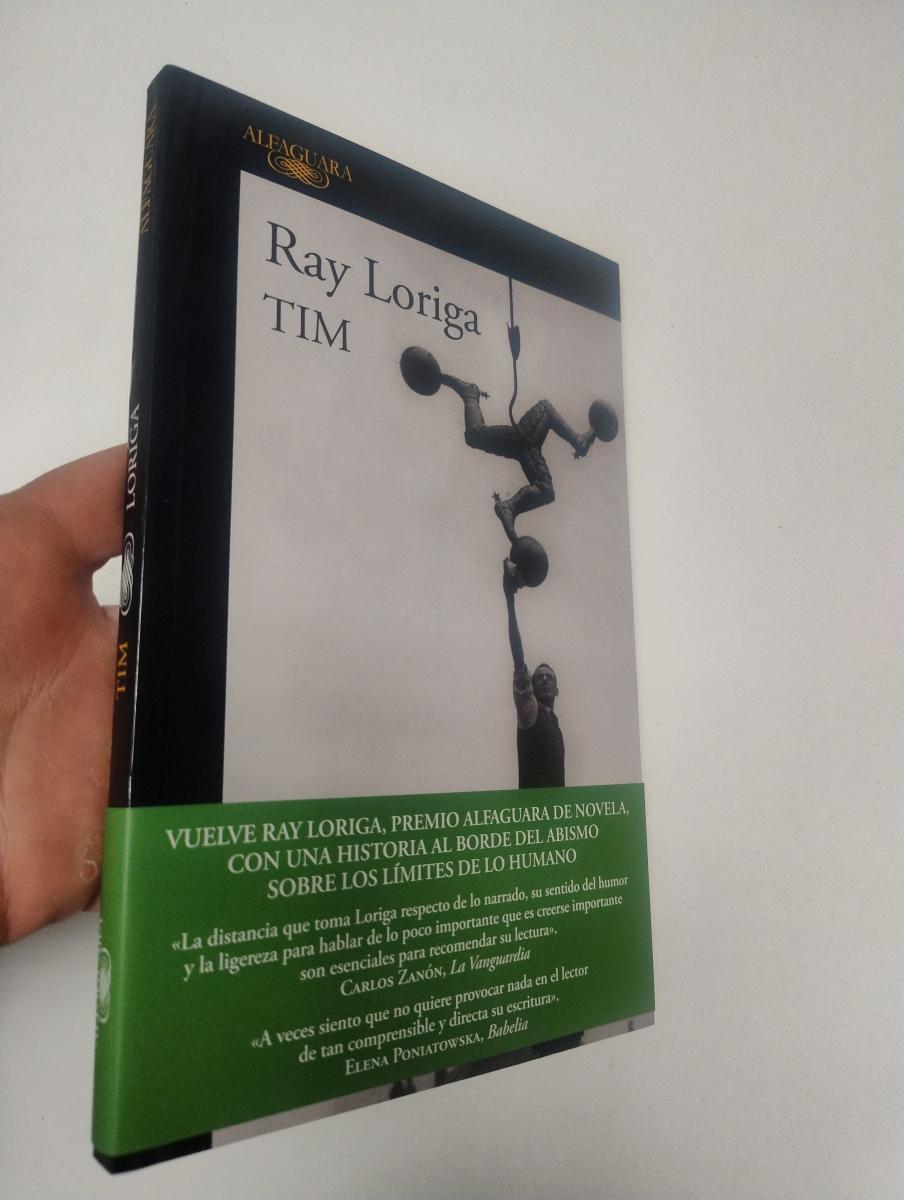 ALFAGUARA
Ray Loriga
TIM
VUELVE RAY LORIGA, PREMIO ALFAGUARA DE NOVELA,
CON UNA HISTORIA AL BORDE DEL ABISMO
SOBRE LOS LÍMITES DE LO HUMANO
«La distancia que toma Loriga respecto de lo narrado, su sentido del humor
y la ligereza para hablar de lo poco importante que es creerse importante
son esenciales para recomendar su lectura».
CARLOS ZANÓN, La Vanguardia
«A veces siento que no quiere provocar nada en el lector
de tan comprensible y directa su escritura».
ELENA PONIATOWSKA, Babelia
TIM LORIGA ALFAGUARA